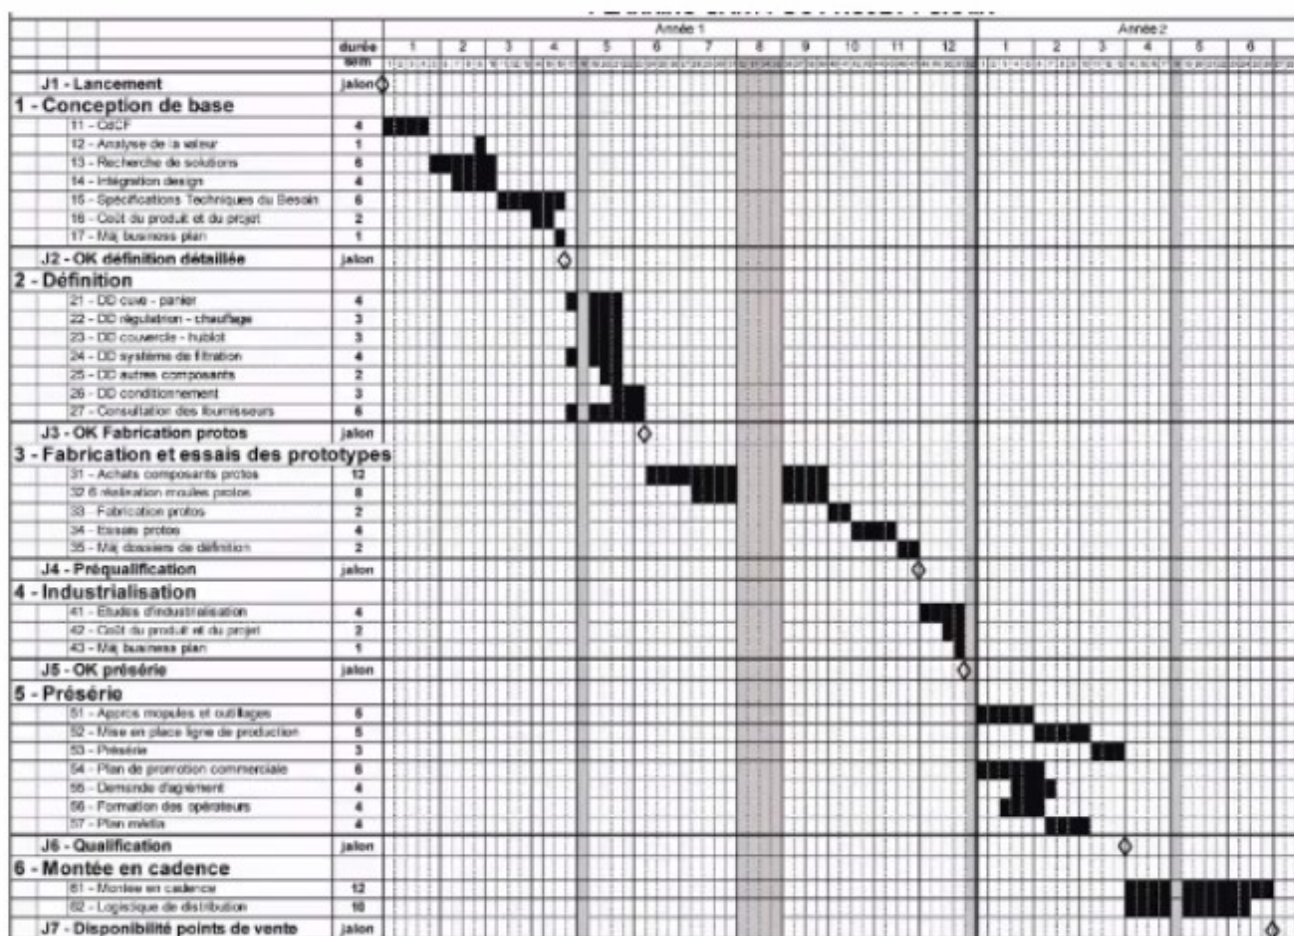 Année 1 Année 2
durée 1 2 3 4 5 6 7 8 9 10 11 12 1 2 3 4 5 6
sem
J1 - Lancement jalon
1 - Conception de base
11 - CdCF 4
12 - Analyse de la valeur 1
13 - Recherche de solutions 6
14 - Intégration design 4
15 - Spécifications Techniques du Besoin 6
16 - Coût du produit et du projet 2
17 - Màj business plan 1
J2 - OK définition détaillée jalon
2 - Définition
21 - DD cuve - panier 4
22 - DD régulatrion - chauffage 3
23 - DD couvercle - hublot 3
24 - DD système de filtration 4
25 - DD autres composants 2
26 - DD conditionnement 3
27 - Consultation des fournisseurs 6
J3 - OK Fabrication protos jalon
3 - Fabrication et essais des prototypes
31 - Achats composants protos 12
32 réalisation moules protos 8
33 - Fabrication protos 2
34 - Essais protos 4
35 - Màj dossiers de définition 2
J4 - Préqualification jalon
4 - Industrialisation
41 - Etudes d'industrialisation 4
42 - Coût du produit et du projet 2
43 - Màj business plan 1
J5 - OK présérie jalon
5 - Présérie
51 - Appros et outillages
52 - Mise en place ligne de production 5
53 - Présérie 3
54 - Plan de promotion commerciale 6
55 - Demande d'agrément 4
56 - Formation des opérateurs 4
57 - Plan média 4
J6 - Qualification jalon
6 - Montée en cadence
61 - Montée en cadence 12
62 - Logistique de distribution 10
J7 - Disponibilité points de vente jalon